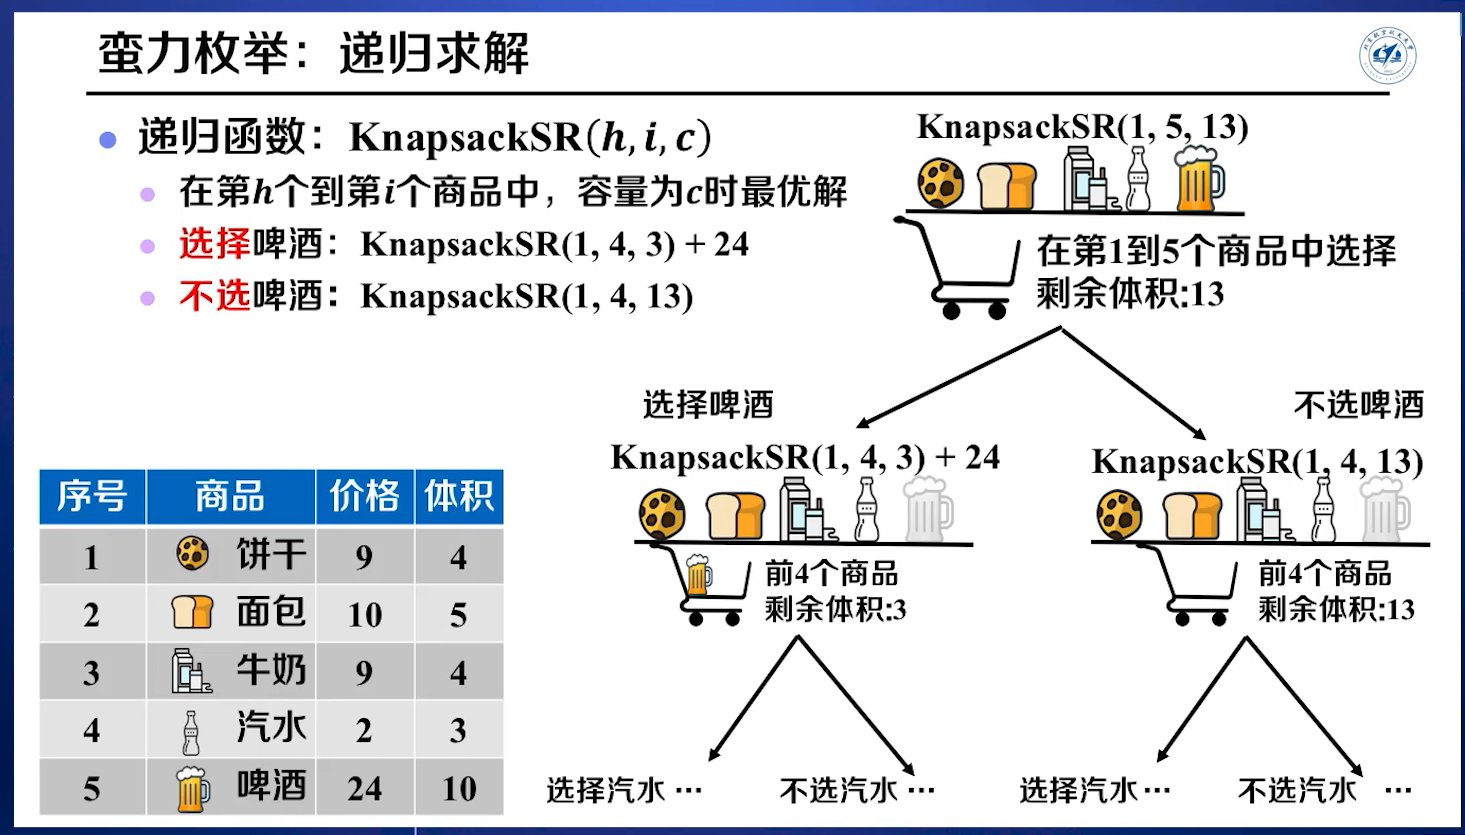 蛮力枚举：递归求解
递归函数：KnapsackSR(h, i, c)
在第h个到第i个商品中，容量为c时最优解
选择啤酒：KnapsackSR(1, 4, 3) + 24
不选啤酒：KnapsackSR(1, 4, 13)
KnapsackSR(1, 5, 13)
在第1到5个商品中选择
剩余体积:13
选择啤酒
不选啤酒
KnapsackSR(1, 4, 3) + 24
KnapsackSR(1, 4, 13)
前4个商品
剩余体积:3
前4个商品
剩余体积:13
选择汽水 ···
不选汽水 ···
选择汽水 ···
不选汽水 ···
序号 商品 价格 体积
1 饼干 9 4
2 面包 10 5
3 牛奶 9 4
4 汽水 2 3
5 啤酒 24 10